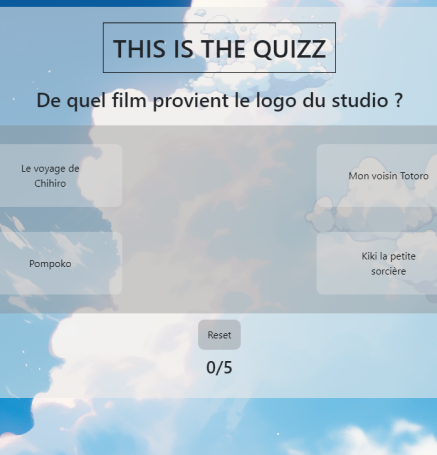 THIS IS THE QUIZZ
De quel film provient le logo du studio ?
Le voyage de
Chihiro
Mon voisin Totoro
Pompoko
Kiki la petite
sorcière
Reset
0/5